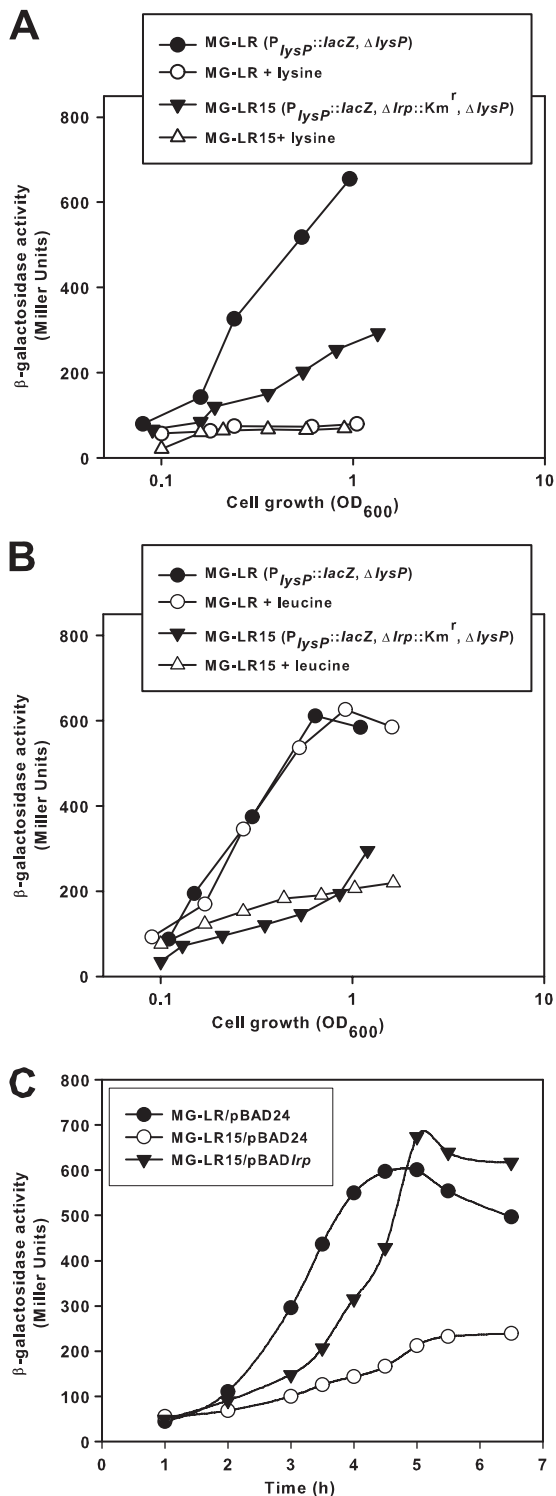 A
MG-LR (PlysP::lacZ, ΔlysP)
MG-LR + lysine
MG-LR15 (PlysP::lacZ, Δlrp::Kmr, ΔlysP)
MG-LR15+ lysine
800
600
400
200
0
β-galactosidase activity
(Miller Units)
0.1
1
10
Cell growth (OD600)
B
MG-LR (PlysP::lacZ, ΔlysP)
MG-LR + leucine
MG-LR15 (PlysP::lacZ, Δlrp::Kmr, ΔlysP)
MG-LR15 + leucine
800
600
400
200
0
β-galactosidase activity
(Miller Units)
0.1
1
10
Cell growth (OD600)
C
MG-LR/pBAD24
MG-LR15/pBAD24
MG-LR15/pBADlrp
800
700
600
500
400
300
200
100
0
β-galactosidase activity
(Miller Units)
0 1 2 3 4 5 6 7
Time (h)